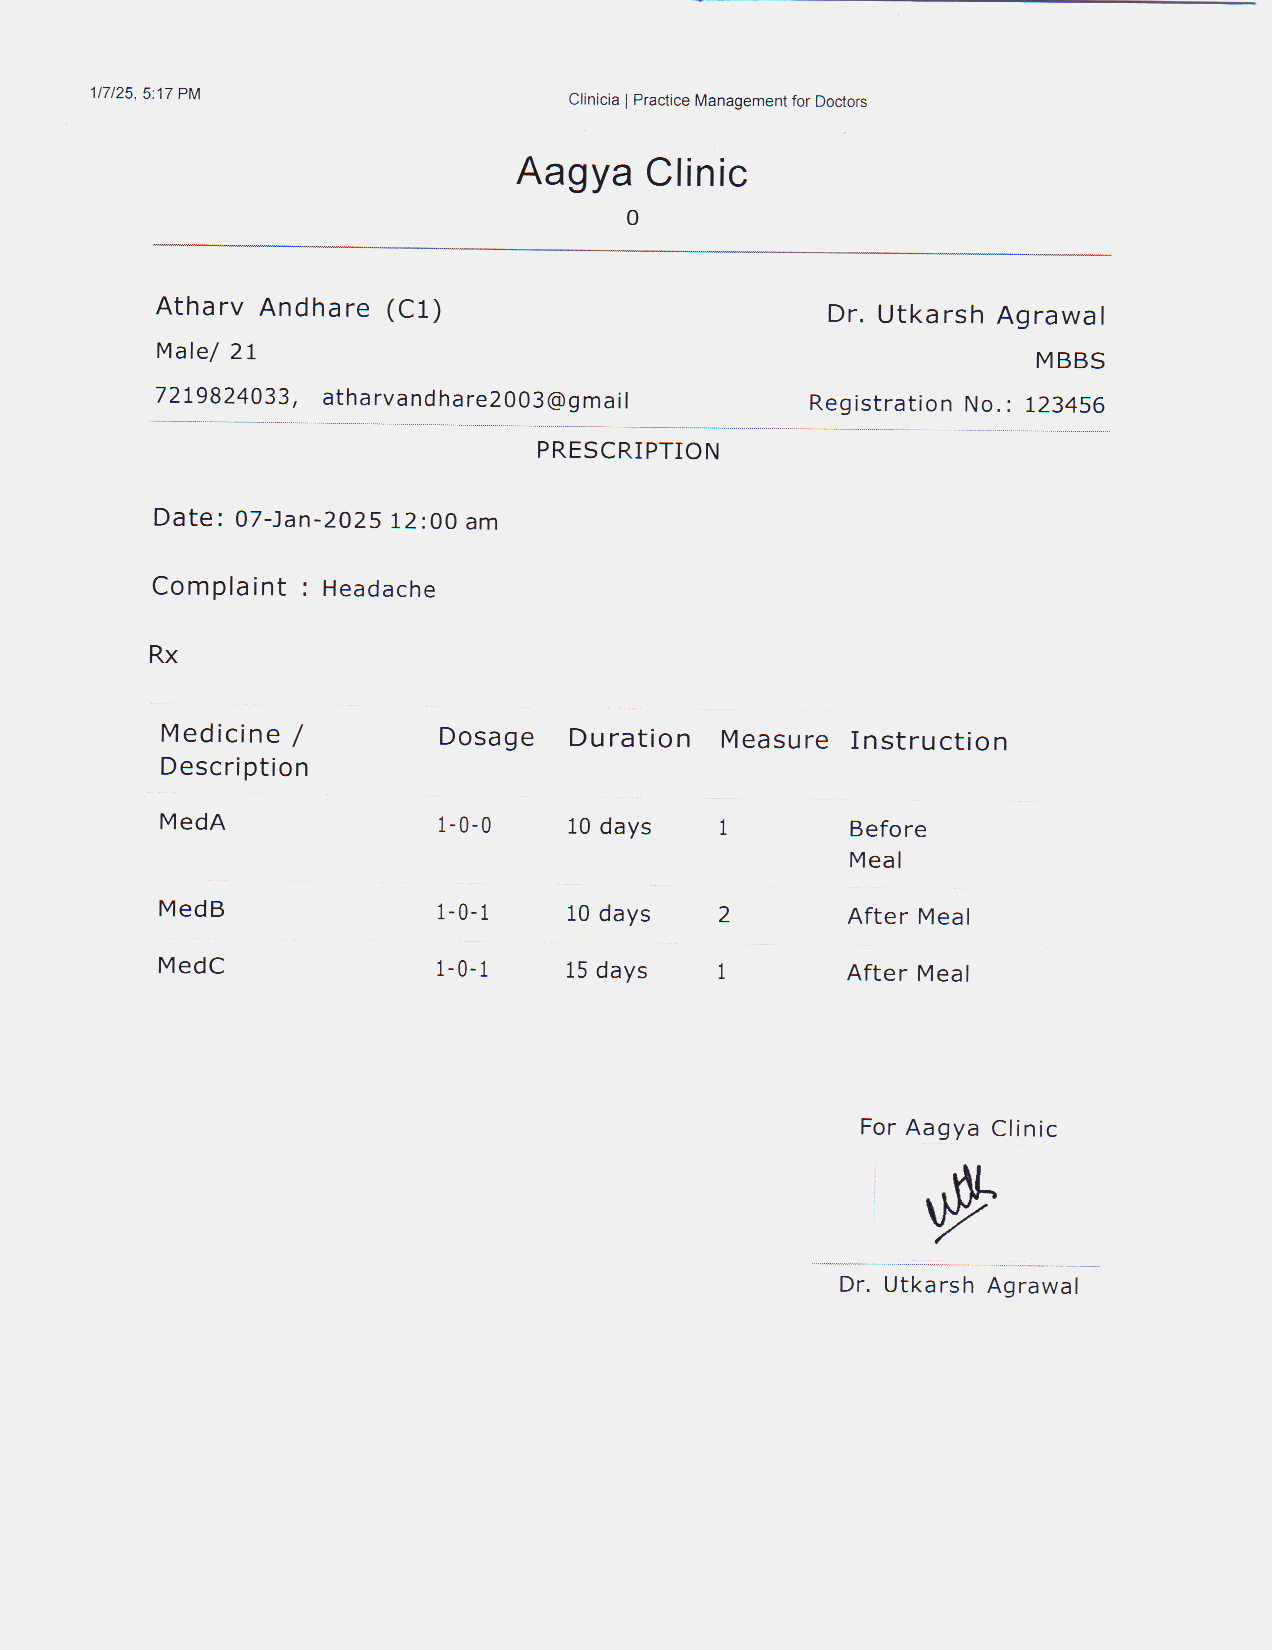 1/7/25, 5:17 PM
Clinicia | Practice Management for Doctors
Aagya Clinic
0
Atharv Andhare (C1)
Dr. Utkarsh Agrawal
Male/ 21
MBBS
7219824033, atharvandhare2003@gmail
Registration No.: 123456
PRESCRIPTION
Date: 07-Jan-2025 12:00 am
Complaint : Headache
Rx
Medicine / Dosage Duration Measure Instruction
Description
MedA 1-0-0 10 days 1 Before
Meal
MedB 1-0-1 10 days 2 After Meal
MedC 1-0-1 15 days 1 After Meal
For Aagya Clinic
utk
Dr. Utkarsh Agrawal